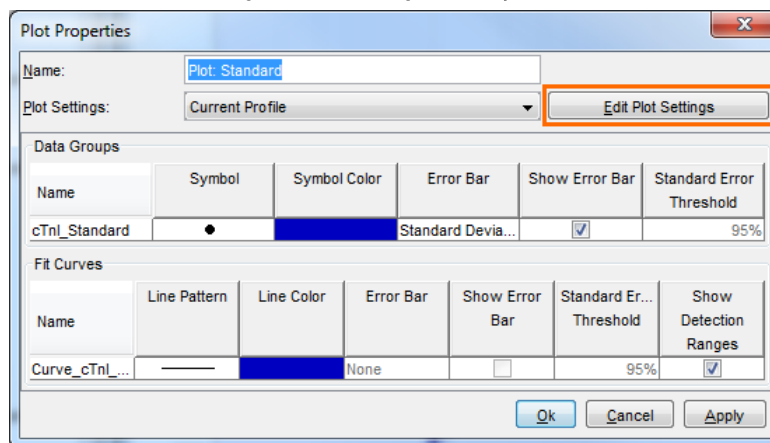 Plot Properties
Name: Plot: Standard
Plot Settings: Current Profile Edit Plot Settings
Data Groups
Name Symbol Symbol Color Error Bar Show Error Bar Standard Error Threshold
cTnI_Standard Standard Devia... 95%
Fit Curves
Name Line Pattern Line Color Error Bar Show Error Bar Standard Er... Threshold Show Detection Ranges
Curve_cTnI_... None 95%
Ok Cancel Apply